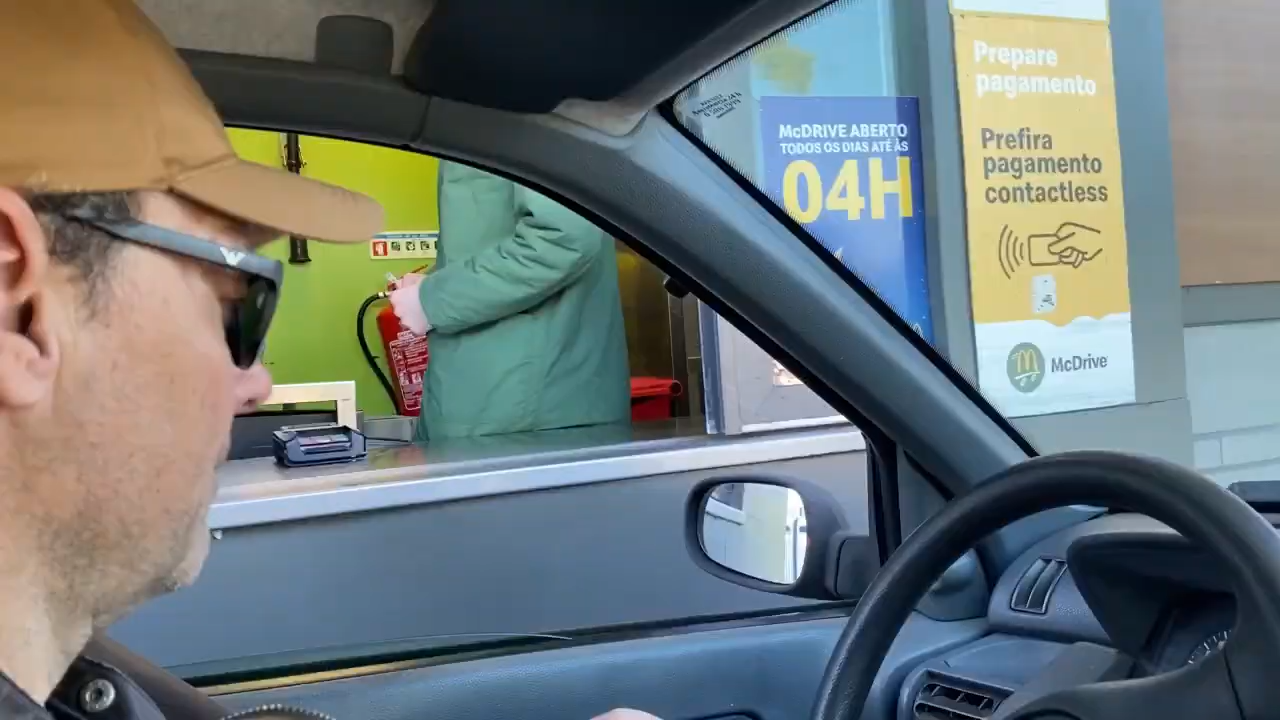 McDRIVE ABERTO
TODOS OS DIAS ATÉ ÀS
04H
Prepare
pagamento
Prefira
pagamento
contactless
McDrive